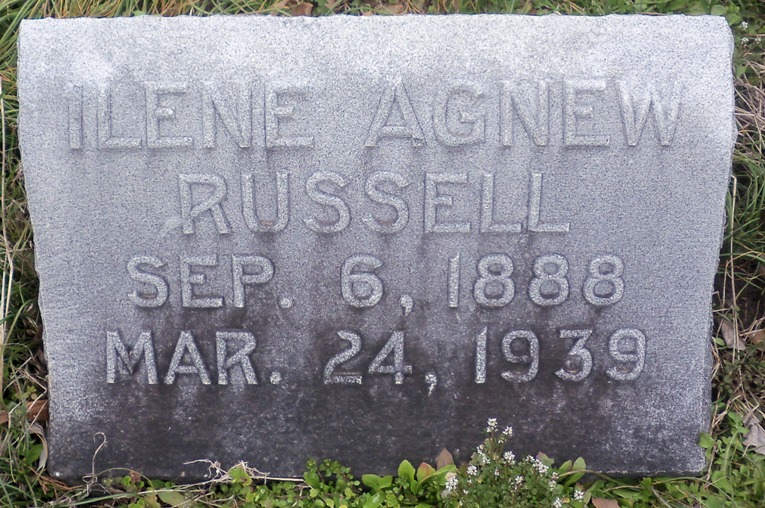 ILENE AGNEW
RUSSELL
SEP. 6, 1888
MAR. 24, 1939